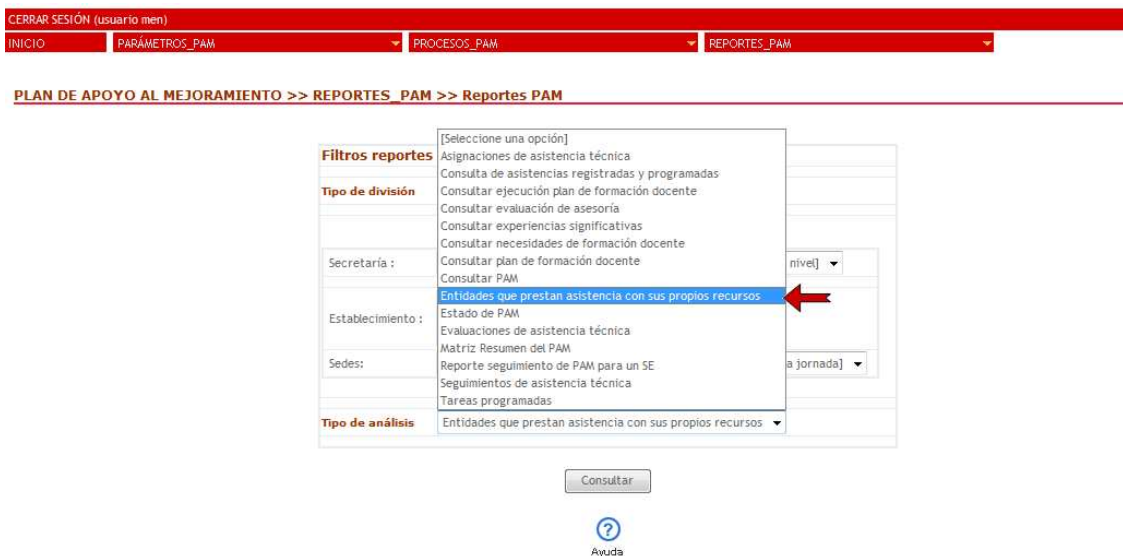 CERRAR SESIÓN (usuario men)
INICIO PARÁMETROS_PAM PROCESOS_PAM REPORTES_PAM
PLAN DE APOYO AL MEJORAMIENTO >> REPORTES_PAM >> Reportes PAM
Filtros reportes
Tipo de división
Secretaría :
Establecimiento :
Sedes:
[Seleccione una opción]
Asignaciones de asistencia técnica
Consulta de asistencias registradas y programadas
Consultar ejecución plan de formación docente
Consultar evaluación de asesoría
Consultar experiencias significativas
Consultar necesidades de formación docente
Consultar plan de formación docente
Consultar PAM
Entidades que prestan asistencia con sus propios recursos
Estado de PAM
Evaluaciones de asistencia técnica
Matriz Resumen del PAM
Reporte seguimiento de PAM para un SE
Seguimientos de asistencia técnica
Tareas programadas
nivel]
a jornada]
Tipo de análisis Entidades que prestan asistencia con sus propios recursos
Consultar
Ayuda